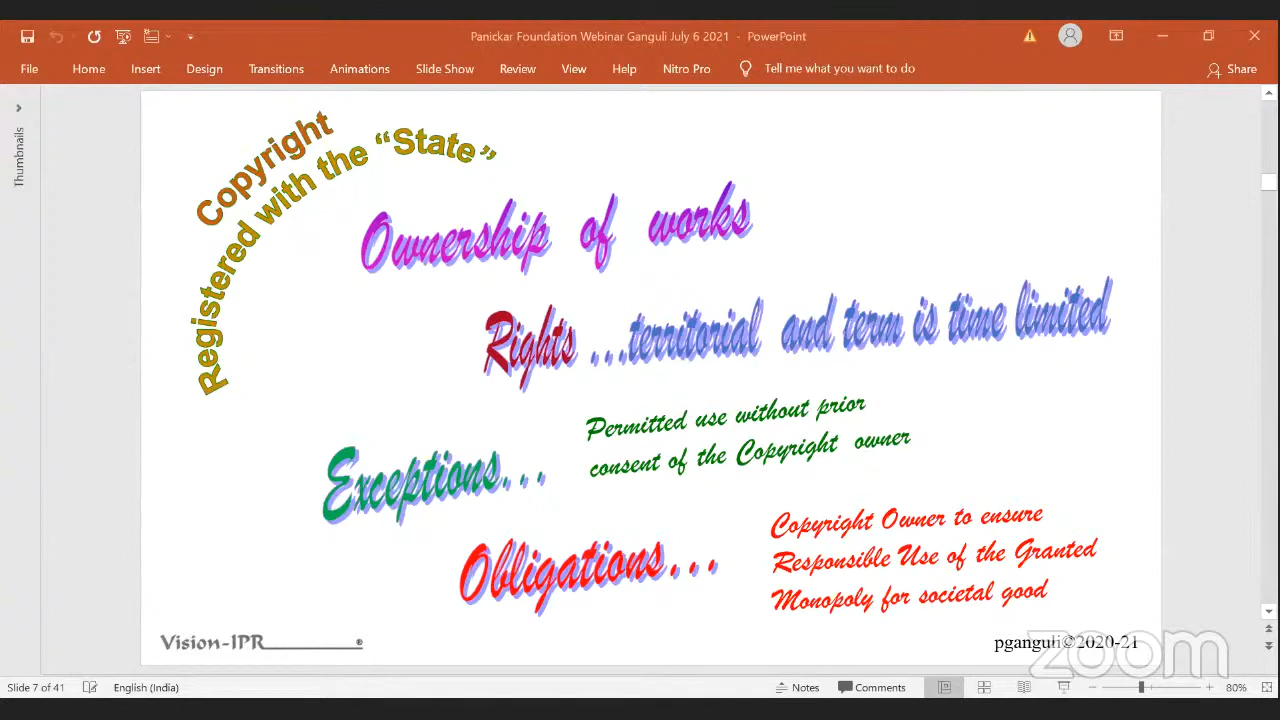 Panickar Foundation Webinar Ganguli July 6 2021 - PowerPoint
File Home Insert Design Transitions Animations Slide Show Review View Help Nitro Pro Tell me what you want to do Share
Thumbnails
Copyright
Registered with the “State”
Ownership of works
Rights ...territorial and term is time limited
Permitted use without prior
consent of the Copyright owner
Exceptions...
Copyright Owner to ensure
Responsible Use of the Granted
Monopoly for societal good
Obligations...
Vision-IPR ®
pganguli©2020-21
zoom
Slide 7 of 41 English (India) Notes Comments 80%